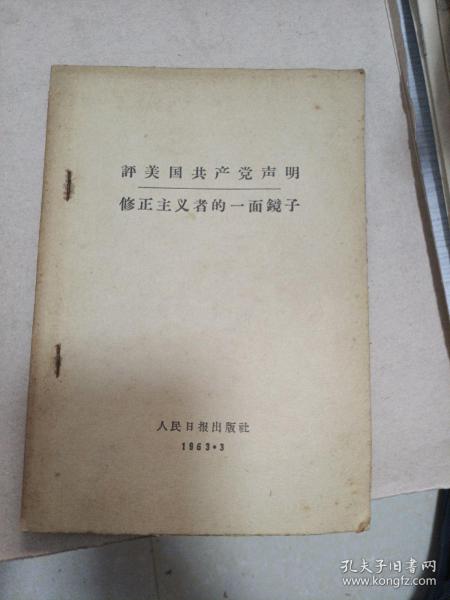 評美国共产党声明
修正主义者的一面鏡子
人民日报出版社
1963·3
孔夫子旧书网
www.kongfz.com